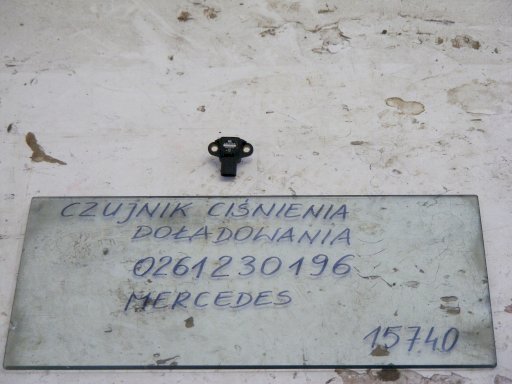 CZUJNIK CIŚNIENIA
DOŁADOWANIA
0261230196
MERCEDES
15740